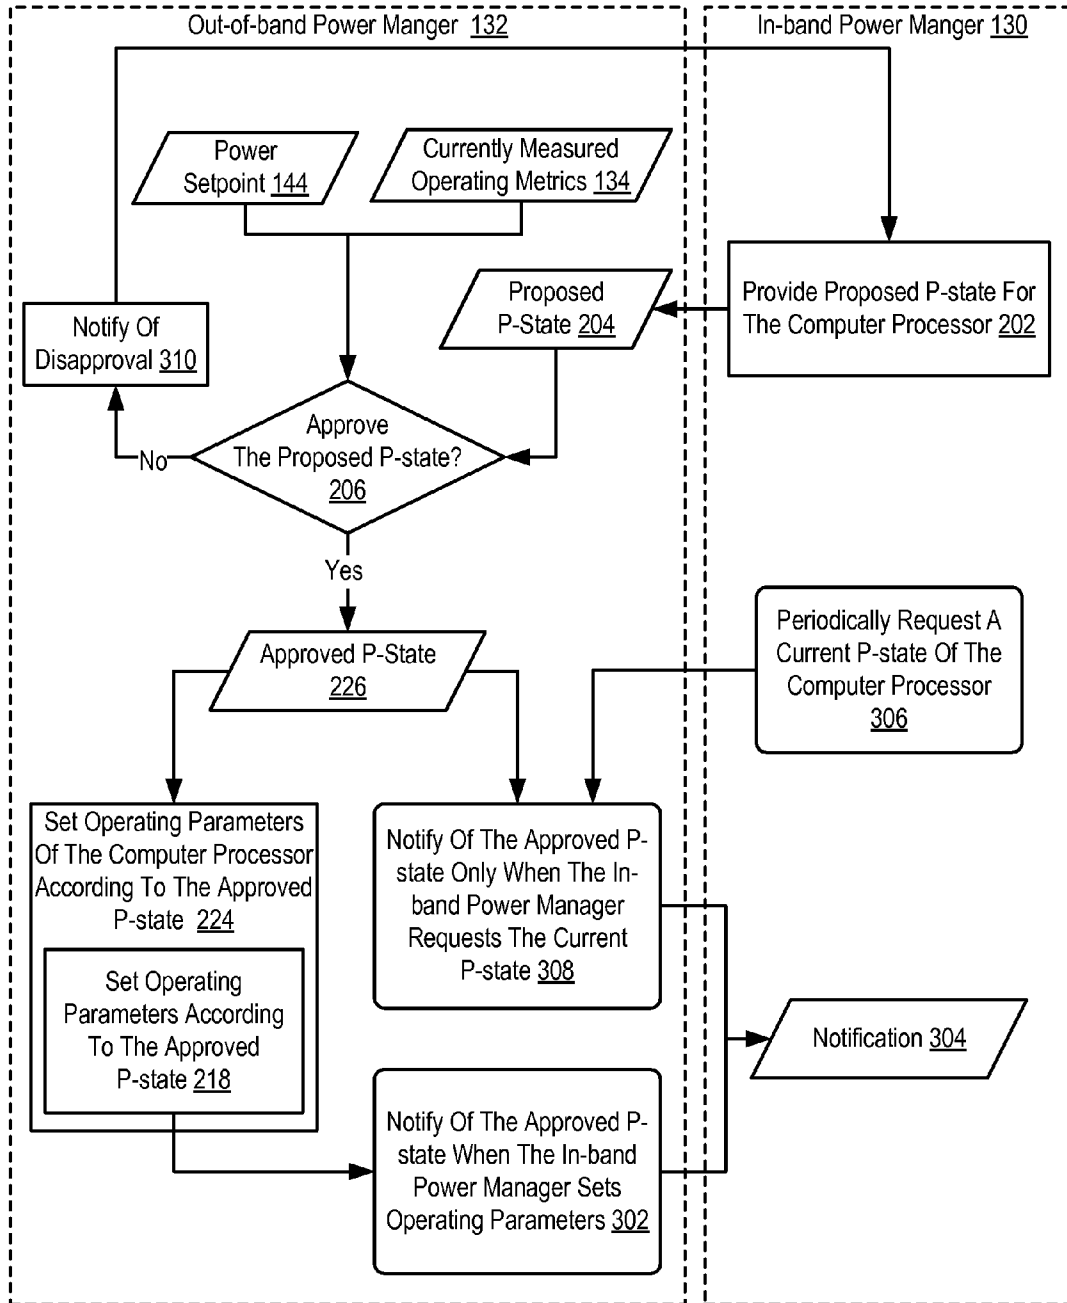 Out-of-band Power Manger 132
In-band Power Manger 130
Power
Setpoint 144
Currently Measured
Operating Metrics 134
Proposed
P-State 204
Provide Proposed P-state For
The Computer Processor 202
Notify Of
Disapproval 310
Approve
The Proposed P-state?
206
No
Yes
Approved P-State
226
Periodically Request A
Current P-state Of The
Computer Processor
306
Set Operating Parameters
Of The Computer Processor
According To The Approved
P-state 224
Set Operating
Parameters According
To The Approved
P-state 218
Notify Of The Approved P-
state Only When The In-
band Power Manager
Requests The Current
P-state 308
Notification 304
Notify Of The Approved P-
state When The In-band
Power Manager Sets
Operating Parameters 302